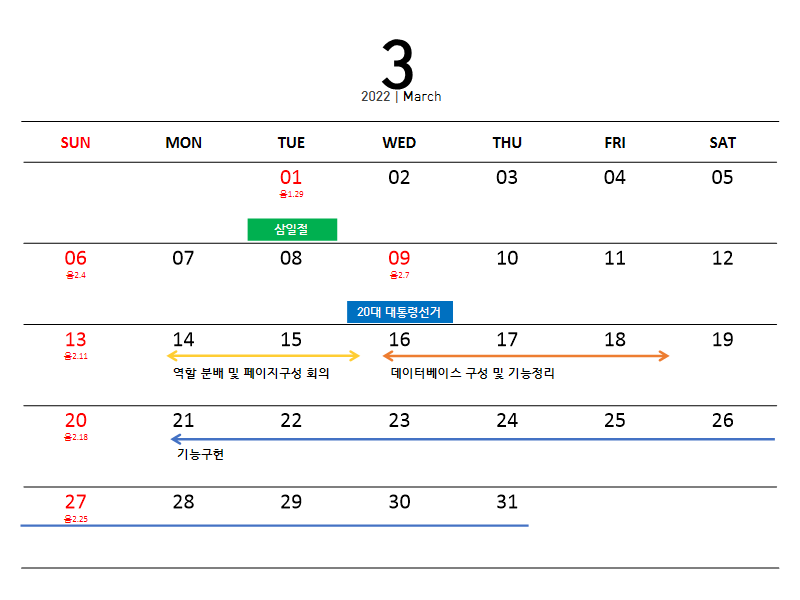 3
2022 | March
SUN MON TUE WED THU FRI SAT
01 02 03 04 05
음1.29
삼일절
06 07 08 09 10 11 12
음2.4 음2.7
20대 대통령선거
13 14 15 16 17 18 19
음2.11
역할 분배 및 페이지구성 회의 데이터베이스 구성 및 기능정리
20 21 22 23 24 25 26
음2.18
기능구현
27 28 29 30 31
음2.25